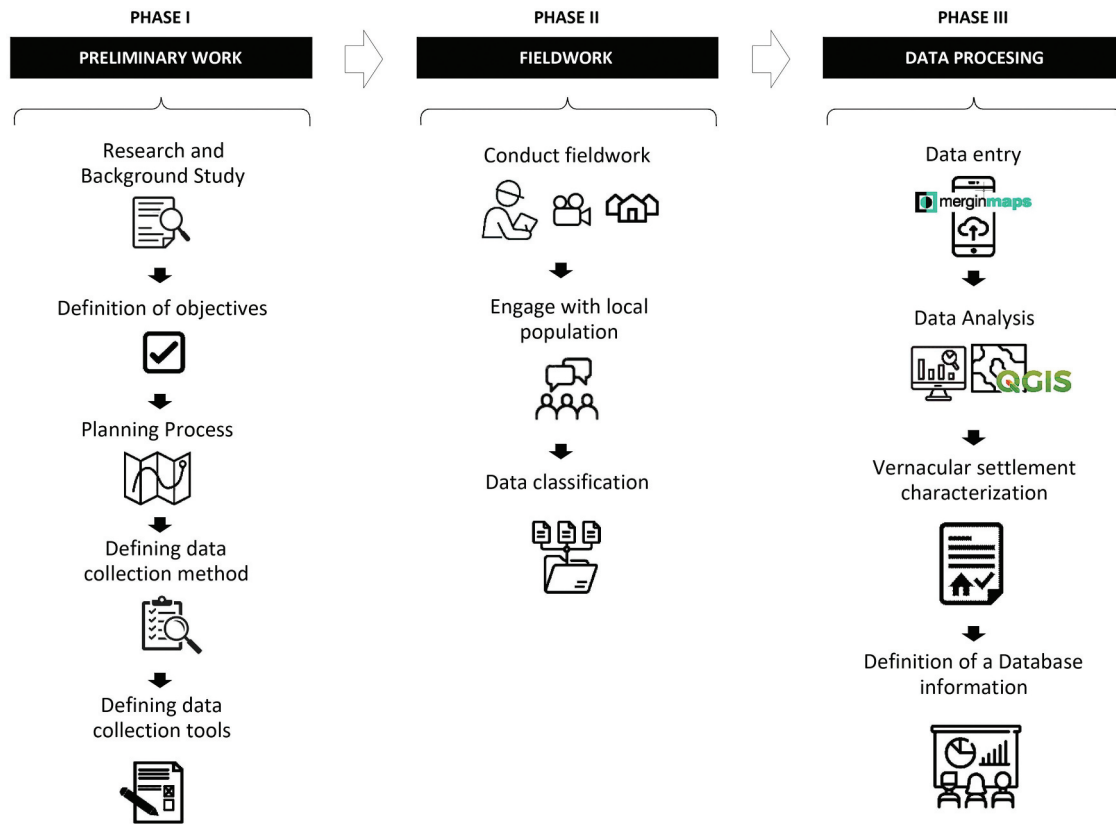 PHASE I
PRELIMINARY WORK
Research and
Background Study
Definition of objectives
Planning Process
Defining data
collection method
Defining data
collection tools
PHASE II
FIELDWORK
Conduct fieldwork
Engage with local
population
Data classification
PHASE III
DATA PROCESING
Data entry
merginmaps
Data Analysis
QGIS
Vernacular settlement
characterization
Definition of a Database
information